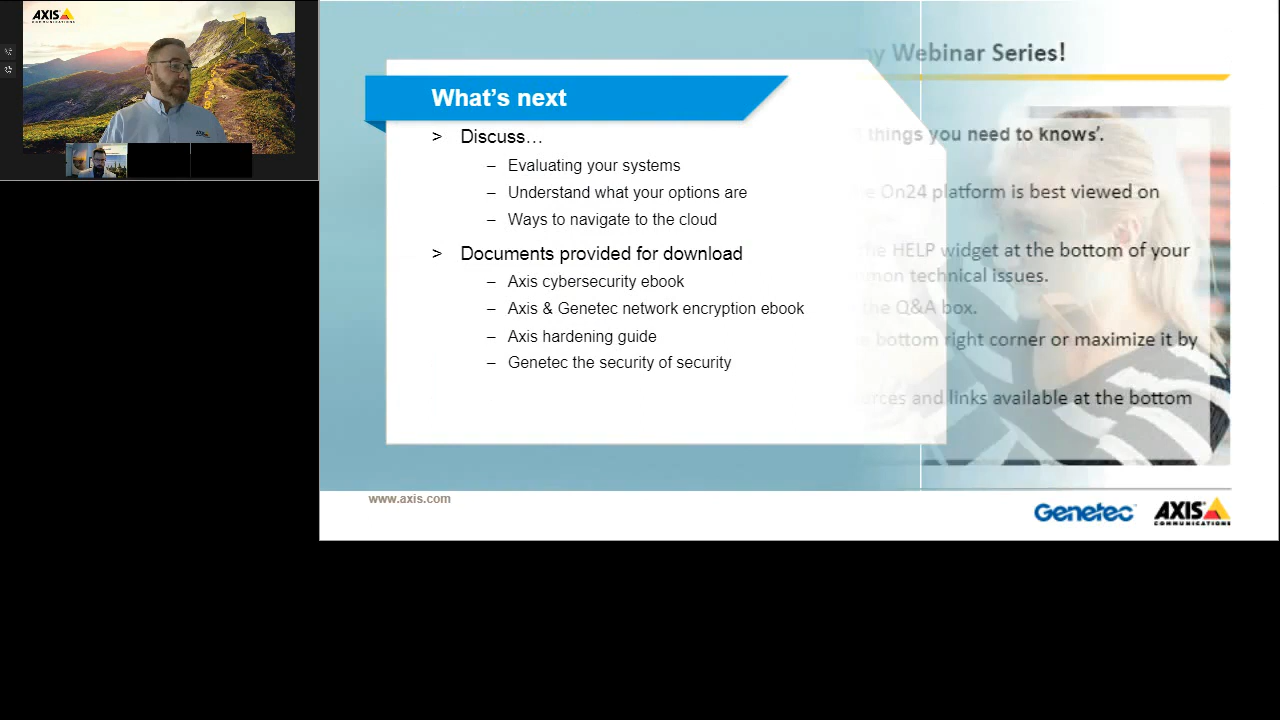 AXIS
COMMUNICATIONS
What's next
> Discuss...
– Evaluating your systems
– Understand what your options are
– Ways to navigate to the cloud
> Documents provided for download
– Axis cybersecurity ebook
– Axis & Genetec network encryption ebook
– Axis hardening guide
– Genetec the security of security
Webinar Series!
things you need to knows'.
On24 platform is best viewed on
HELP widget at the bottom of your
technical issues.
the Q&A box.
bottom right corner or maximize it by
and links available at the bottom
www.axis.com
Genetec
AXIS
COMMUNICATIONS